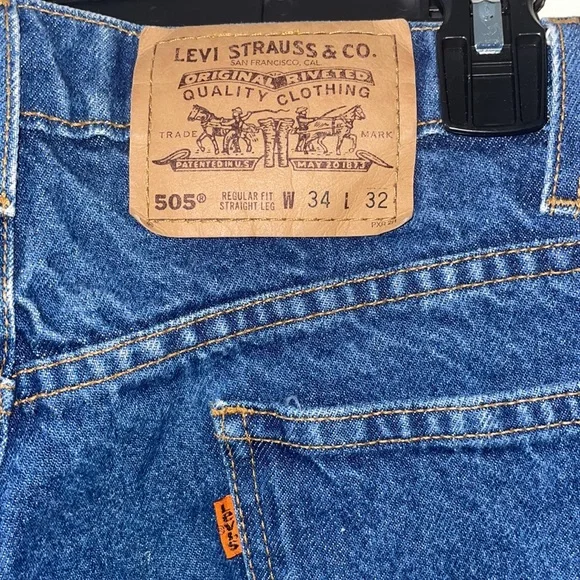 LEVI STRAUSS & CO.
SAN FRANCISCO, CAL.
ORIGINAL RIVETED
QUALITY CLOTHING
TRADE MARK
PATENTED IN U.S. MAY 20 1873
505® REGULAR FIT W 34 L 32
STRAIGHT LEG
Levi's